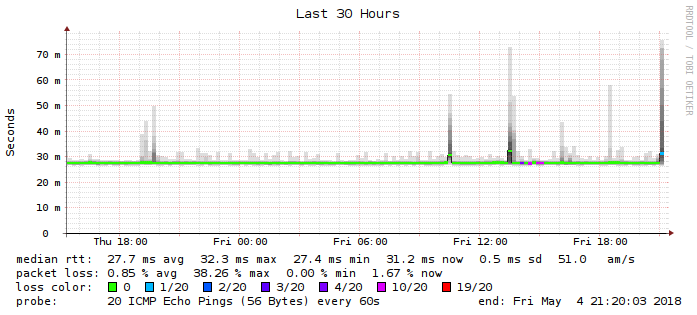 Last 30 Hours
RRDTOOL / TOBI OETIKER
Seconds
70 m
60 m
50 m
40 m
30 m
20 m
10 m
0
Thu 18:00 Fri 00:00 Fri 06:00 Fri 12:00 Fri 18:00
median rtt: 27.7 ms avg 32.3 ms max 27.4 ms min 31.2 ms now 0.5 ms sd 51.0 am/s
packet loss: 0.85 % avg 38.26 % max 0.00 % min 1.67 % now
loss color: 0 1/20 2/20 3/20 4/20 10/20 19/20
probe: 20 ICMP Echo Pings (56 Bytes) every 60s end: Fri May 4 21:20:03 2018